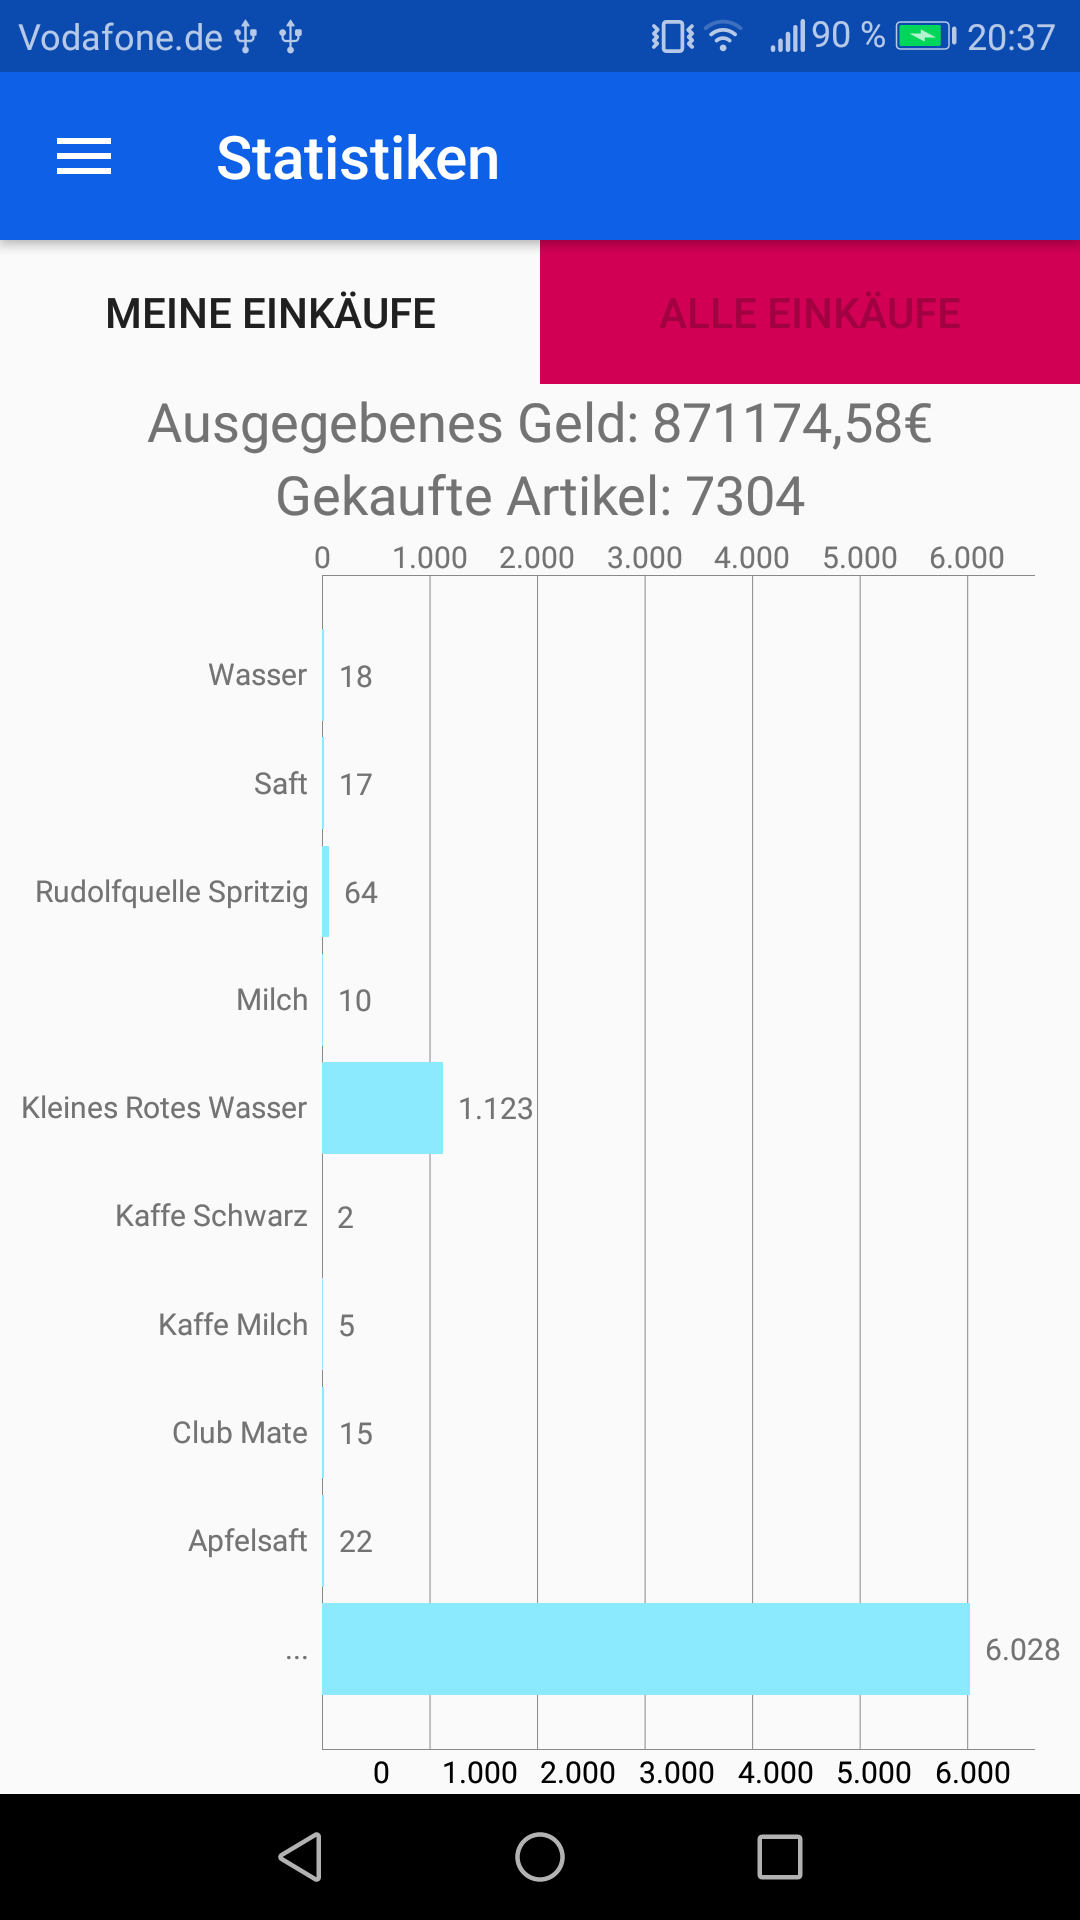 Vodafone.de 90 % 20:37
Statistiken
MEINE EINKÄUFE ALLE EINKÄUFE
Ausgegebenes Geld: 871174,58€
Gekaufte Artikel: 7304
0 1.000 2.000 3.000 4.000 5.000 6.000
Wasser 18
Saft 17
Rudolfquelle Spritzig 64
Milch 10
Kleines Rotes Wasser 1.123
Kaffe Schwarz 2
Kaffe Milch 5
Club Mate 15
Apfelsaft 22
... 6.028
0 1.000 2.000 3.000 4.000 5.000 6.000